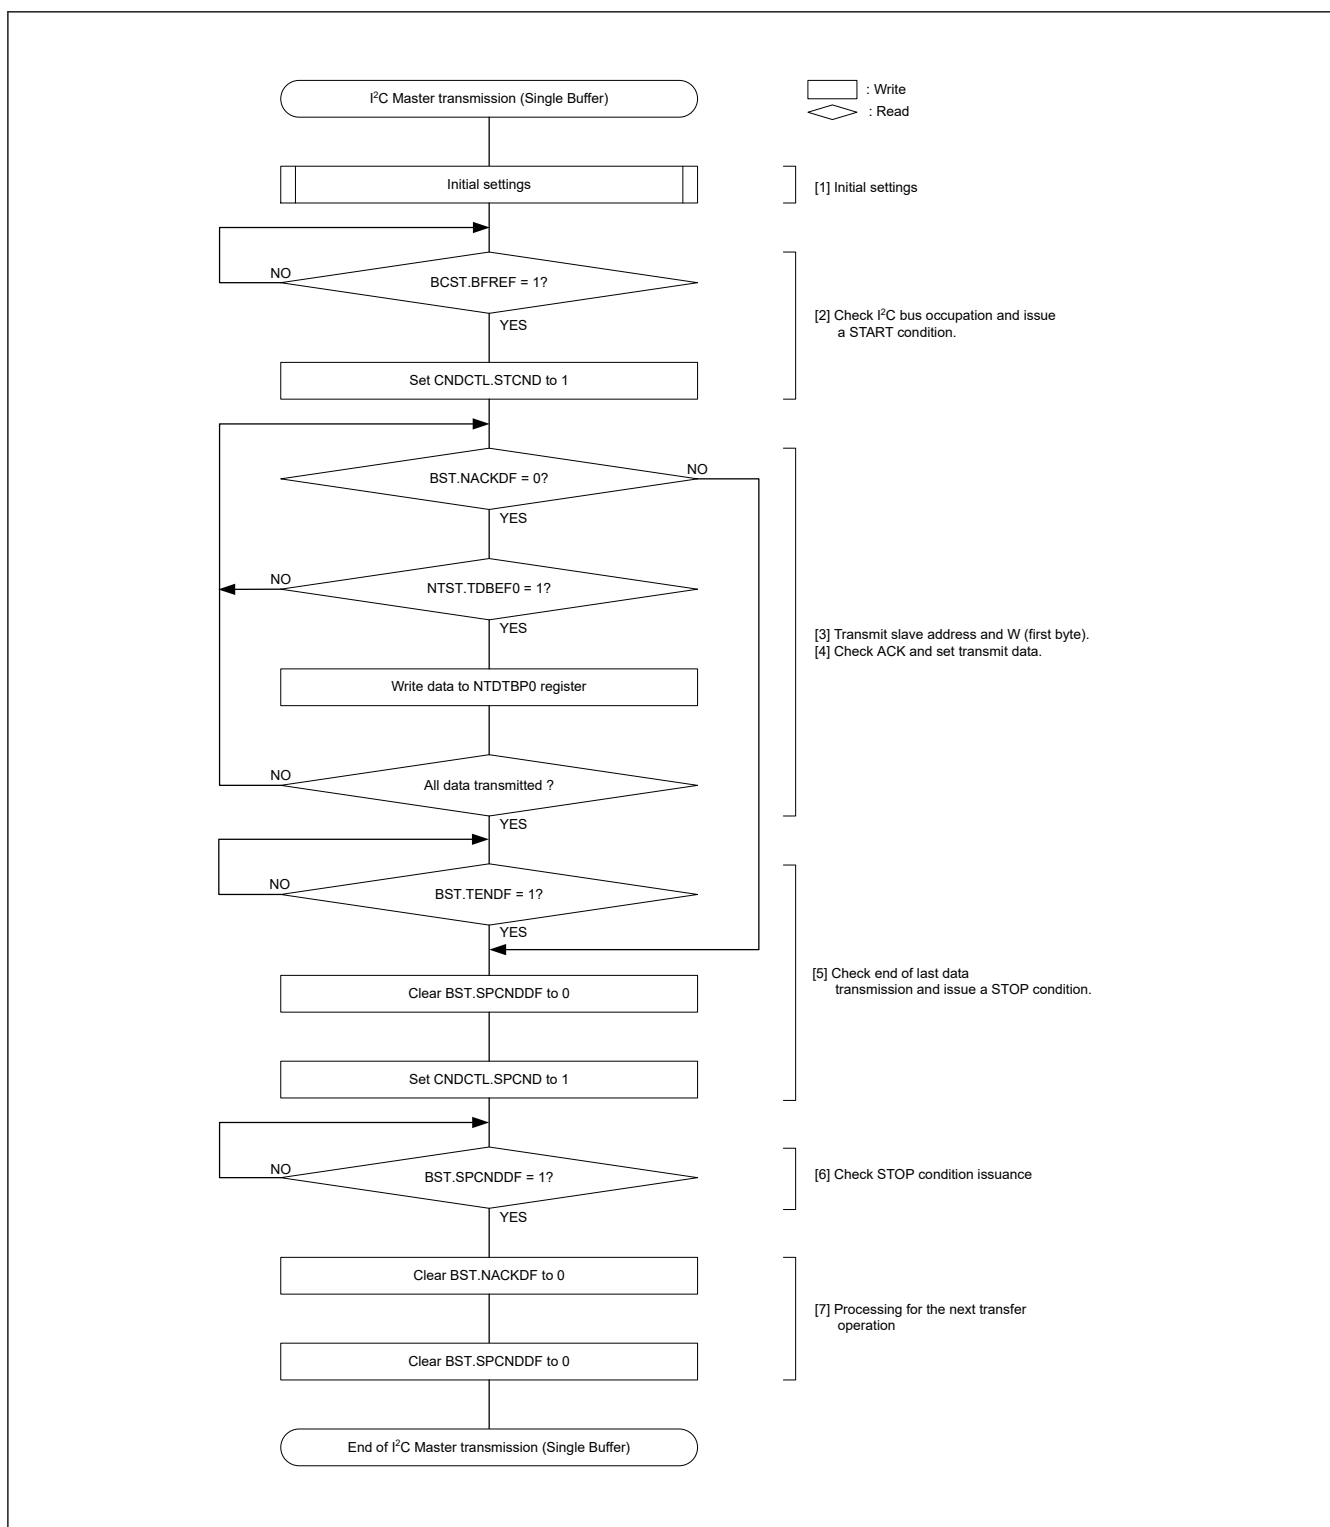 I²C Master transmission (Single Buffer)
: Write
: Read
Initial settings
[1] Initial settings
NO
BCST.BFREF = 1?
YES
[2] Check I²C bus occupation and issue
a START condition.
Set CNDCTL.STCND to 1
BST.NACKDF = 0?
NO
YES
NO
NTST.TDBEF0 = 1?
YES
[3] Transmit slave address and W (first byte).
[4] Check ACK and set transmit data.
Write data to NTDTBP0 register
NO
All data transmitted ?
YES
NO
BST.TENDF = 1?
YES
[5] Check end of last data
transmission and issue a STOP condition.
Clear BST.SPCNDDF to 0
Set CNDCTL.SPCND to 1
NO
BST.SPCNDDF = 1?
YES
[6] Check STOP condition issuance
Clear BST.NACKDF to 0
[7] Processing for the next transfer
operation
Clear BST.SPCNDDF to 0
End of I²C Master transmission (Single Buffer)